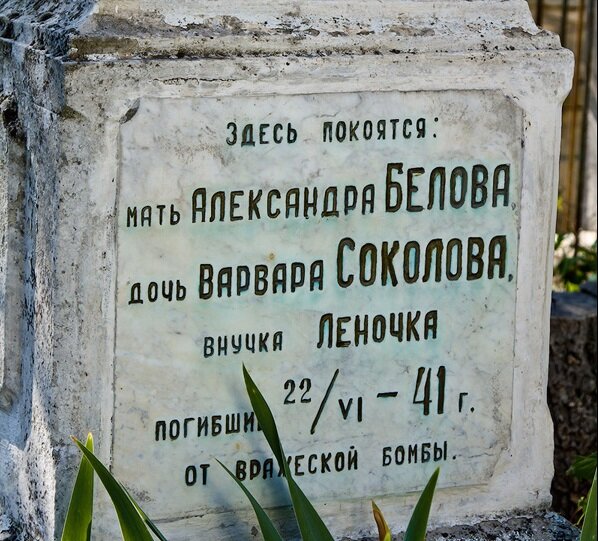 ЗДЕСЬ ПОКОЯТСЯ:
МАТЬ АЛЕКСАНДРА БЕЛОВА,
ДОЧЬ ВАРВАРА СОКОЛОВА,
ВНУЧКА ЛЕНОЧКА
ПОГИБШИЕ 22/VI – 41 г.
ОТ ВРАЖЕСКОЙ БОМБЫ.